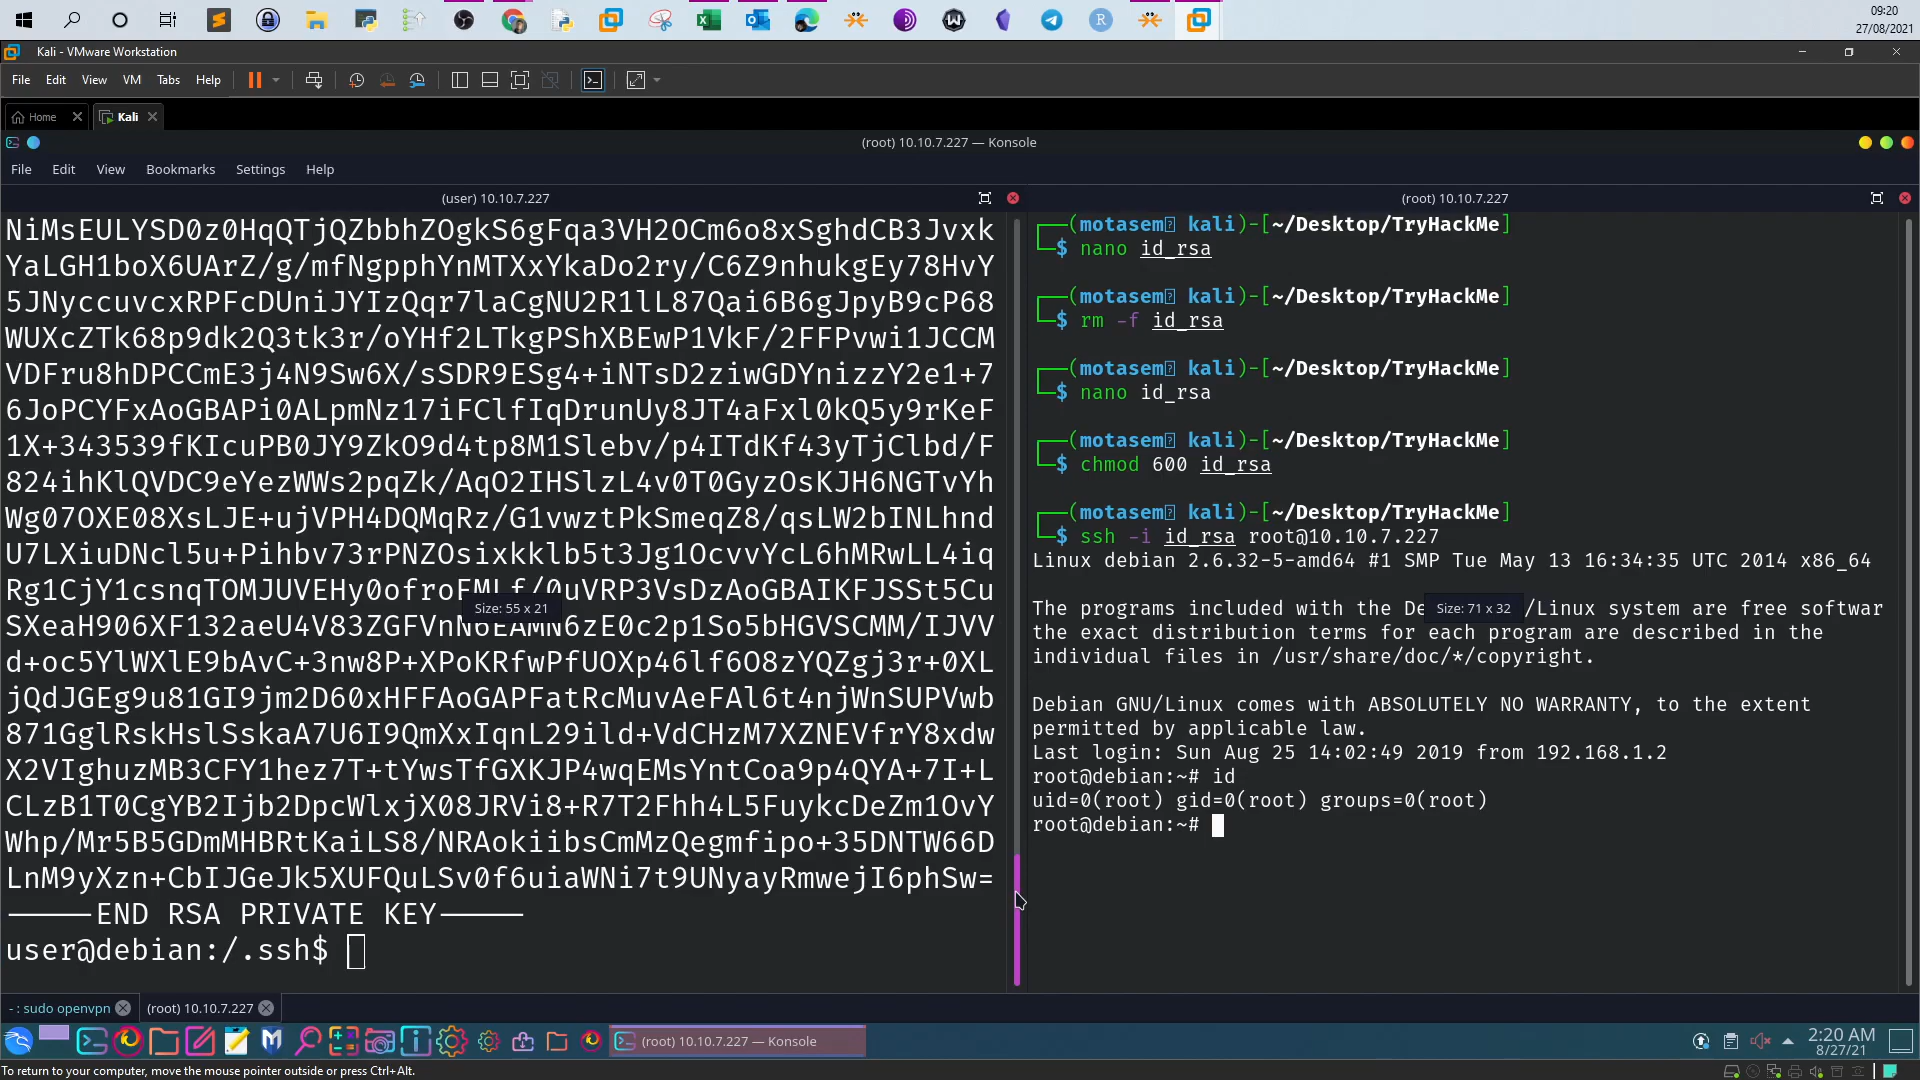 09:20
27/08/2021
Kali - VMware Workstation
File Edit View VM Tabs Help
Home Kali
(root) 10.10.7.227 — Konsole
File Edit View Bookmarks Settings Help
(user) 10.10.7.227
NiMsEULYSD0z0HqQTjQZbbhZOgkS6gFqa3VH2OCm6o8xSghdCB3Jvxk
YaLGH1boX6UArZ/g/mfNgpphYnMTXxYkaDo2ry/C6Z9nhukgEy78HvY
5JNyccuvcxRPFcDUniJYIzQqr7laCgNU2R1lL87Qai6B6gJpyB9cP68
WUXcZTk68p9dk2Q3tk3r/oYHf2LTkgPShXBEwP1VkF/2FFPvwi1JCCM
VDFru8hDPCCmE3j4N9Sw6X/sSDR9ESg4+iNTsD2ziwGDYnizzY2e1+7
6JoPCYFxAoGBAPi0ALpmNz17iFClfIqDrunUy8JT4aFxl0kQ5y9rKeF
1X+343539fKIcuPB0JY9ZkO9d4tp8M1Slebv/p4ITdKf43yTjClbd/F
824ihKlQVDC9eYezWWs2pqZk/AqO2IHSlzL4v0T0GyzOsKJH6NGTvYh
Wg07OXE08XsLJE+ujVPH4DQMqRz/G1vwztPkSmeqZ8/qsLW2bINLhnd
U7LXiuDNcl5u+Pihbv73rPNZOsixkklb5t3Jg1OcvvYcL6hMRwLL4iq
Rg1CjY1csnqTOMJUVEHy0ofroFMLf/0uVRP3VsDzAoGBAIKFJSSt5Cu
Size: 55 x 21
SXeaH906XF132aeU4V83ZGFVnN6EAMN6zE0c2p1So5bHGVSCMM/IJVV
d+oc5YlWXlE9bAvC+3nw8P+XPoKRfwPfUOXp46lf6O8zYQZgj3r+0XL
jQdJGEg9u81GI9jm2D60xHFFAoGAPFatRcMuvAeFAl6t4njWnSUPVwb
871GglRskHslSskaA7U6I9QmXxIqnL29ild+VdCHzM7XZNEVfrY8xdw
X2VIghuzMB3CFY1hez7T+tYwsTfGXKJP4wqEMsYntCoa9p4QYA+7I+L
CLzB1T0CgYB2Ijb2DpcWlxjX08JRVi8+R7T2Fhh4L5FuykcDeZm1OvY
Whp/Mr5B5GDmMHBRtKaiLS8/NRAokiibsCmMzQegmfipo+35DNTW66D
LnM9yXzn+CbIJGeJk5XUFQuLSv0f6uiaWNi7t9UNyayRmwejI6phSw=
-----END RSA PRIVATE KEY-----
user@debian:/.ssh$
(root) 10.10.7.227
(motasem kali)-[~/Desktop/TryHackMe]
$ nano id_rsa
(motasem kali)-[~/Desktop/TryHackMe]
$ rm -f id_rsa
(motasem kali)-[~/Desktop/TryHackMe]
$ nano id_rsa
(motasem kali)-[~/Desktop/TryHackMe]
$ chmod 600 id_rsa
(motasem kali)-[~/Desktop/TryHackMe]
$ ssh -i id_rsa root@10.10.7.227
Linux debian 2.6.32-5-amd64 #1 SMP Tue May 13 16:34:35 UTC 2014 x86_64
The programs included with the De /Linux system are free softwar
Size: 71 x 32
the exact distribution terms for each program are described in the
individual files in /usr/share/doc/*/copyright.
Debian GNU/Linux comes with ABSOLUTELY NO WARRANTY, to the extent
permitted by applicable law.
Last login: Sun Aug 25 14:02:49 2019 from 192.168.1.2
root@debian:~# id
uid=0(root) gid=0(root) groups=0(root)
root@debian:~#
- : sudo openvpn (root) 10.10.7.227
(root) 10.10.7.227 — Konsole
2:20 AM
8/27/21
To return to your computer, move the mouse pointer outside or press Ctrl+Alt.